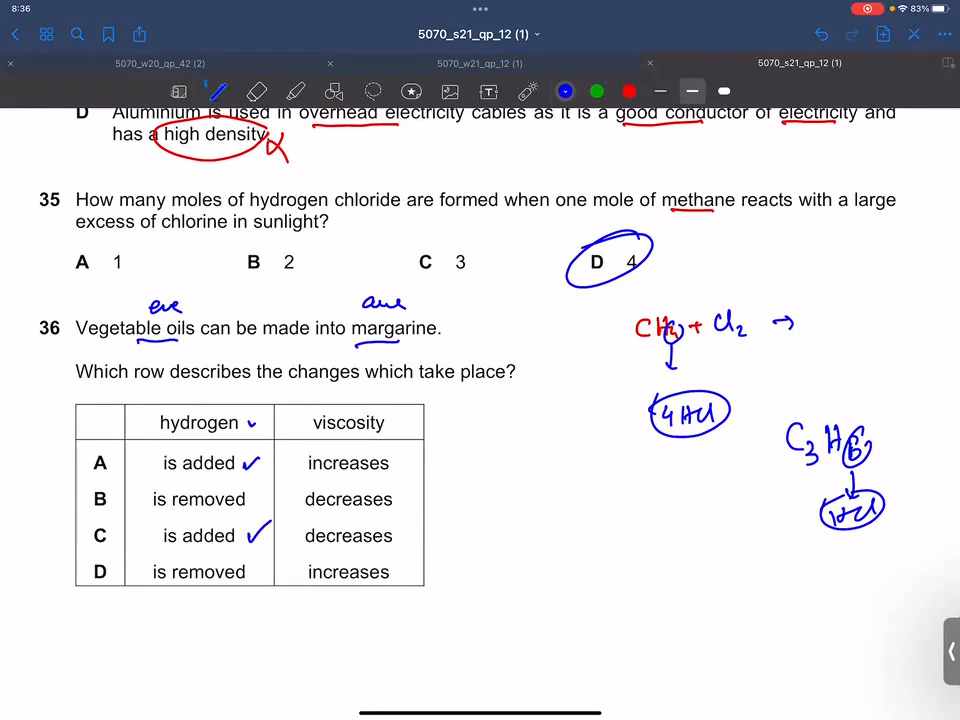 8:36
83%
5070_s21_qp_12 (1)
5070_w20_qp_42 (2)
5070_w21_qp_12 (1)
5070_s21_qp_12 (1)
D Aluminium is used in overhead electricity cables as it is a good conductor of electricity and
has a high density.
35 How many moles of hydrogen chloride are formed when one mole of methane reacts with a large
excess of chlorine in sunlight?
A 1 B 2 C 3 D 4
ene ane
36 Vegetable oils can be made into margarine.
CH4 + Cl2 →
Which row describes the changes which take place?
4HCl
hydrogen viscosity
C3H
A is added ✓ increases
B is removed decreases
HCl
C is added ✓ decreases
D is removed increases